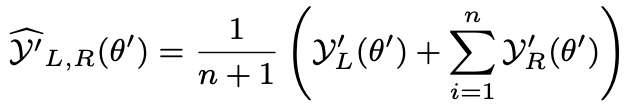 $\widehat{\mathcal{Y}'}_{L,R}(\theta') = \frac{1}{n+1} \left( \mathcal{Y}'_L(\theta') + \sum_{i=1}^{n} \mathcal{Y}'_R(\theta') \right)$